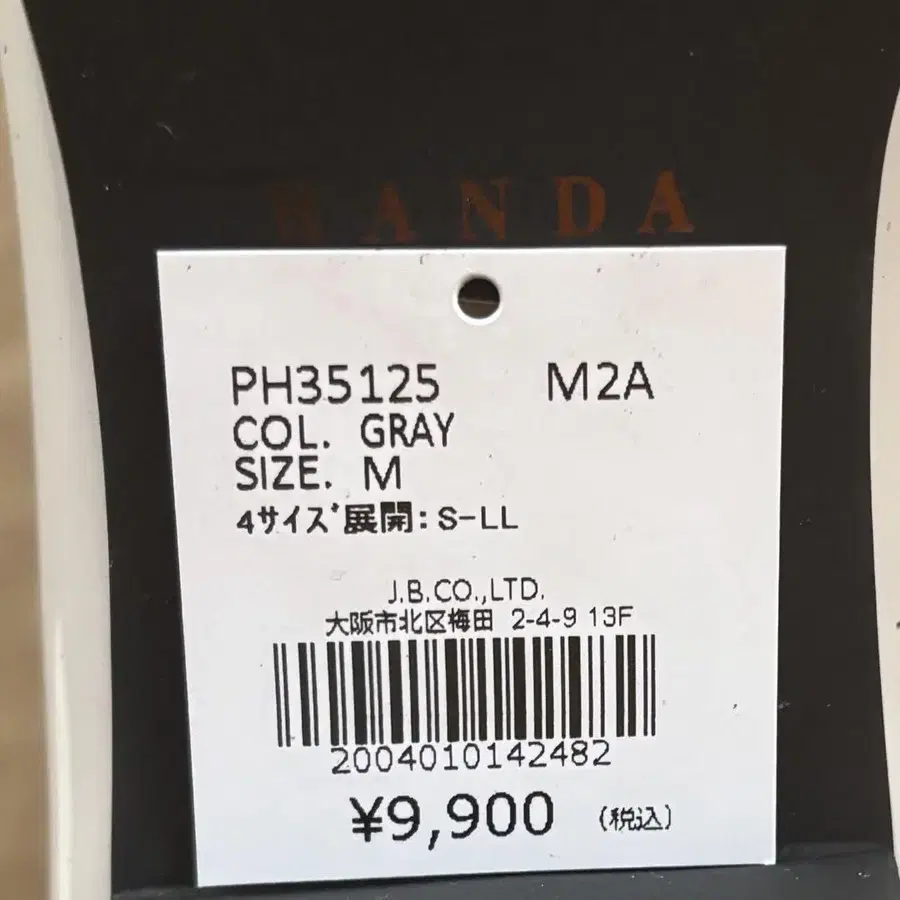 RANDA
PH35125 M2A
COL. GRAY
SIZE. M
4サイズ展開:S-LL
J.B.CO.,LTD.
大阪市北区梅田 2-4-9 13F
2004010142482
¥9,900 (税込)